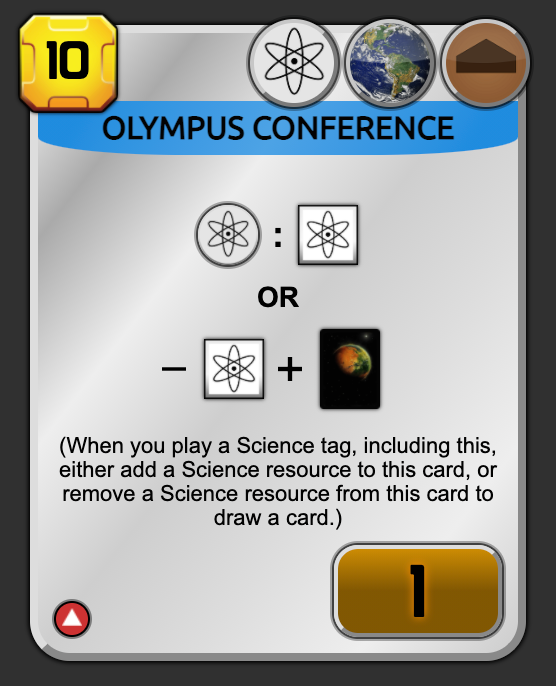 10
OLYMPUS CONFERENCE
:
OR
− +
(When you play a Science tag, including this,
either add a Science resource to this card, or
remove a Science resource from this card to
draw a card.)
1